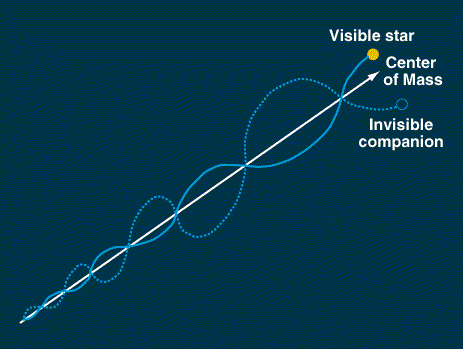 Visible star
Center
of Mass
Invisible
companion